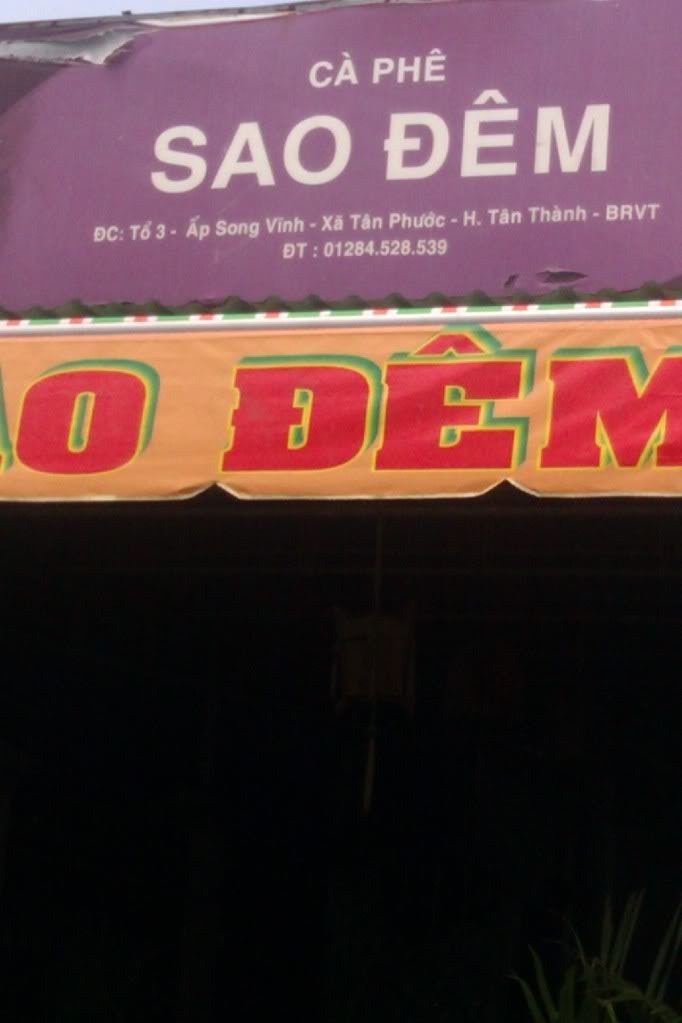 CÀ PHÊ
SAO ĐÊM
ĐC: Tổ 3 - Ấp Song Vĩnh - Xã Tân Phước - H. Tân Thành - BRVT
ĐT : 01284.528.539
AO ĐÊM